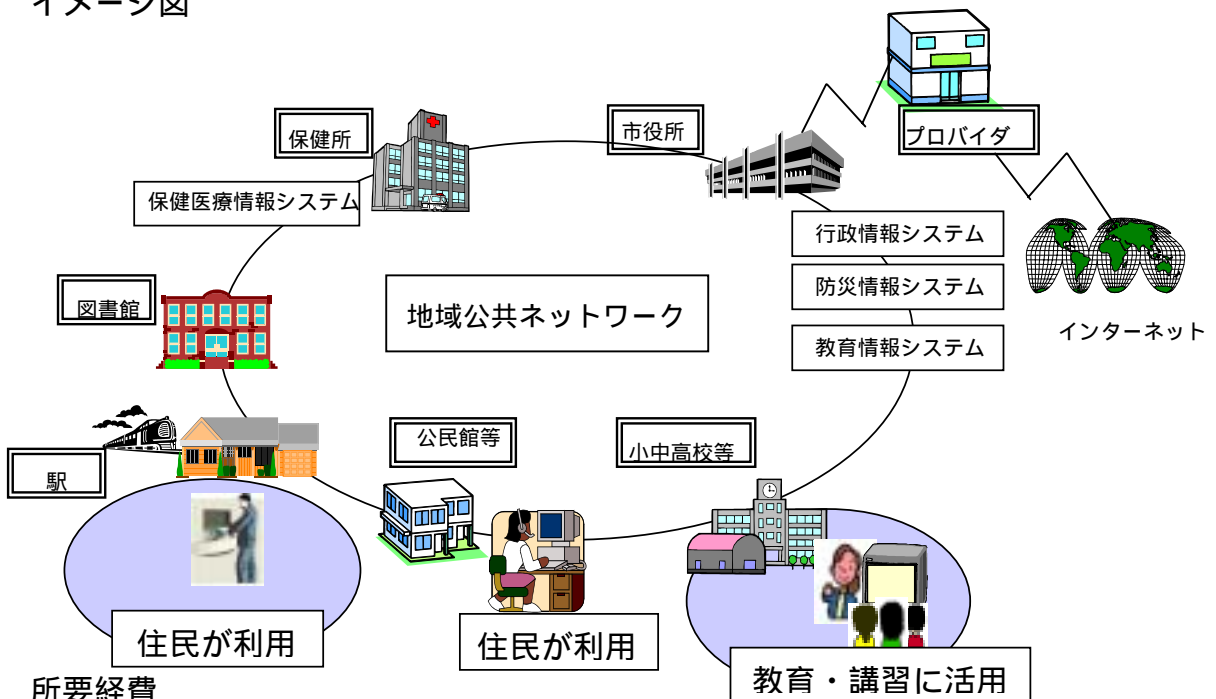 イメージ図
保健所
市役所
プロバイダ
保健医療情報システム
行政情報システム
図書館
防災情報システム
地域公共ネットワーク
インターネット
教育情報システム
公民館等
小中高校等
駅
住民が利用
住民が利用
教育・講習に活用
所要経費